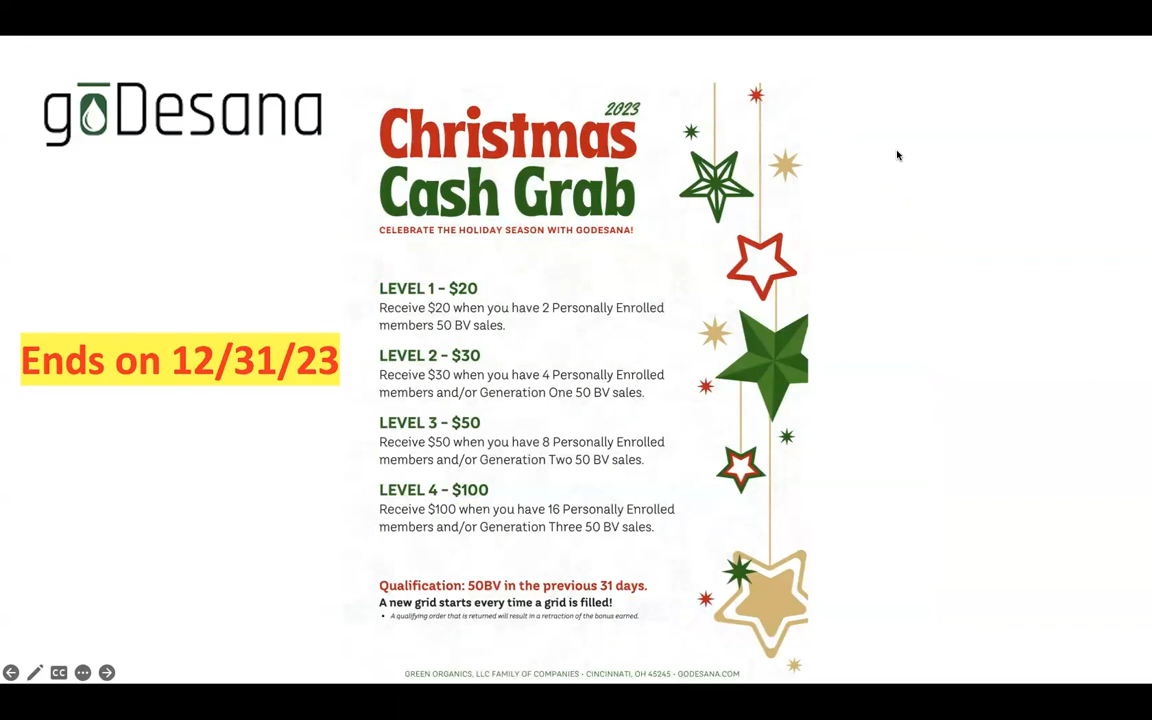 gōDesana
2023
Christmas
Cash Grab
CELEBRATE THE HOLIDAY SEASON WITH GODESANA!
LEVEL 1 - $20
Receive $20 when you have 2 Personally Enrolled
members 50 BV sales.
Ends on 12/31/23
LEVEL 2 - $30
Receive $30 when you have 4 Personally Enrolled
members and/or Generation One 50 BV sales.
LEVEL 3 - $50
Receive $50 when you have 8 Personally Enrolled
members and/or Generation Two 50 BV sales.
LEVEL 4 - $100
Receive $100 when you have 16 Personally Enrolled
members and/or Generation Three 50 BV sales.
Qualification: 50BV in the previous 31 days.
A new grid starts every time a grid is filled!
• A qualifying order that is returned will result in a retraction of the bonus earned.
GREEN ORGANICS, LLC FAMILY OF COMPANIES • CINCINNATI, OH 45245 • GODESANA.COM
CC